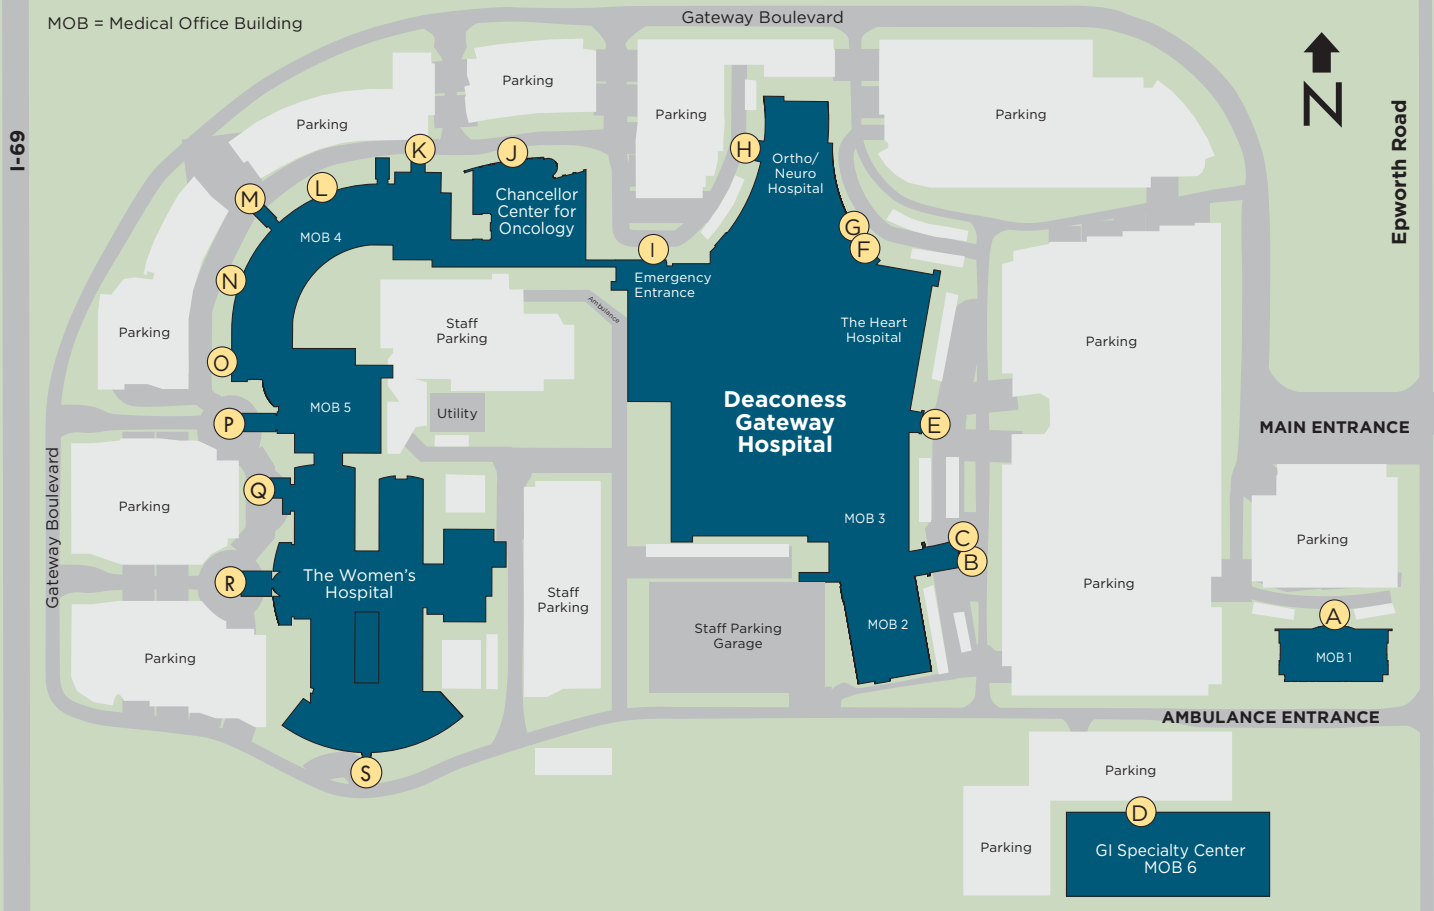 MOB = Medical Office Building
Gateway Boulevard
Parking
Parking
Parking
Parking
N
I-69
Epworth Road
K
J
H
M
L
Ortho/
Neuro
Hospital
Chancellor
Center for
Oncology
G
F
MOB 4
I
Emergency
Entrance
N
Ambulance
Parking
Staff
Parking
The Heart
Hospital
Parking
O
MOB 5
Utility
P
Deaconess
Gateway
Hospital
E
MAIN ENTRANCE
Gateway Boulevard
Parking
Q
MOB 3
Parking
C
B
R
The Women's
Hospital
Staff
Parking
Parking
A
MOB 2
Staff Parking
Garage
Parking
MOB 1
AMBULANCE ENTRANCE
S
Parking
D
Parking
GI Specialty Center
MOB 6